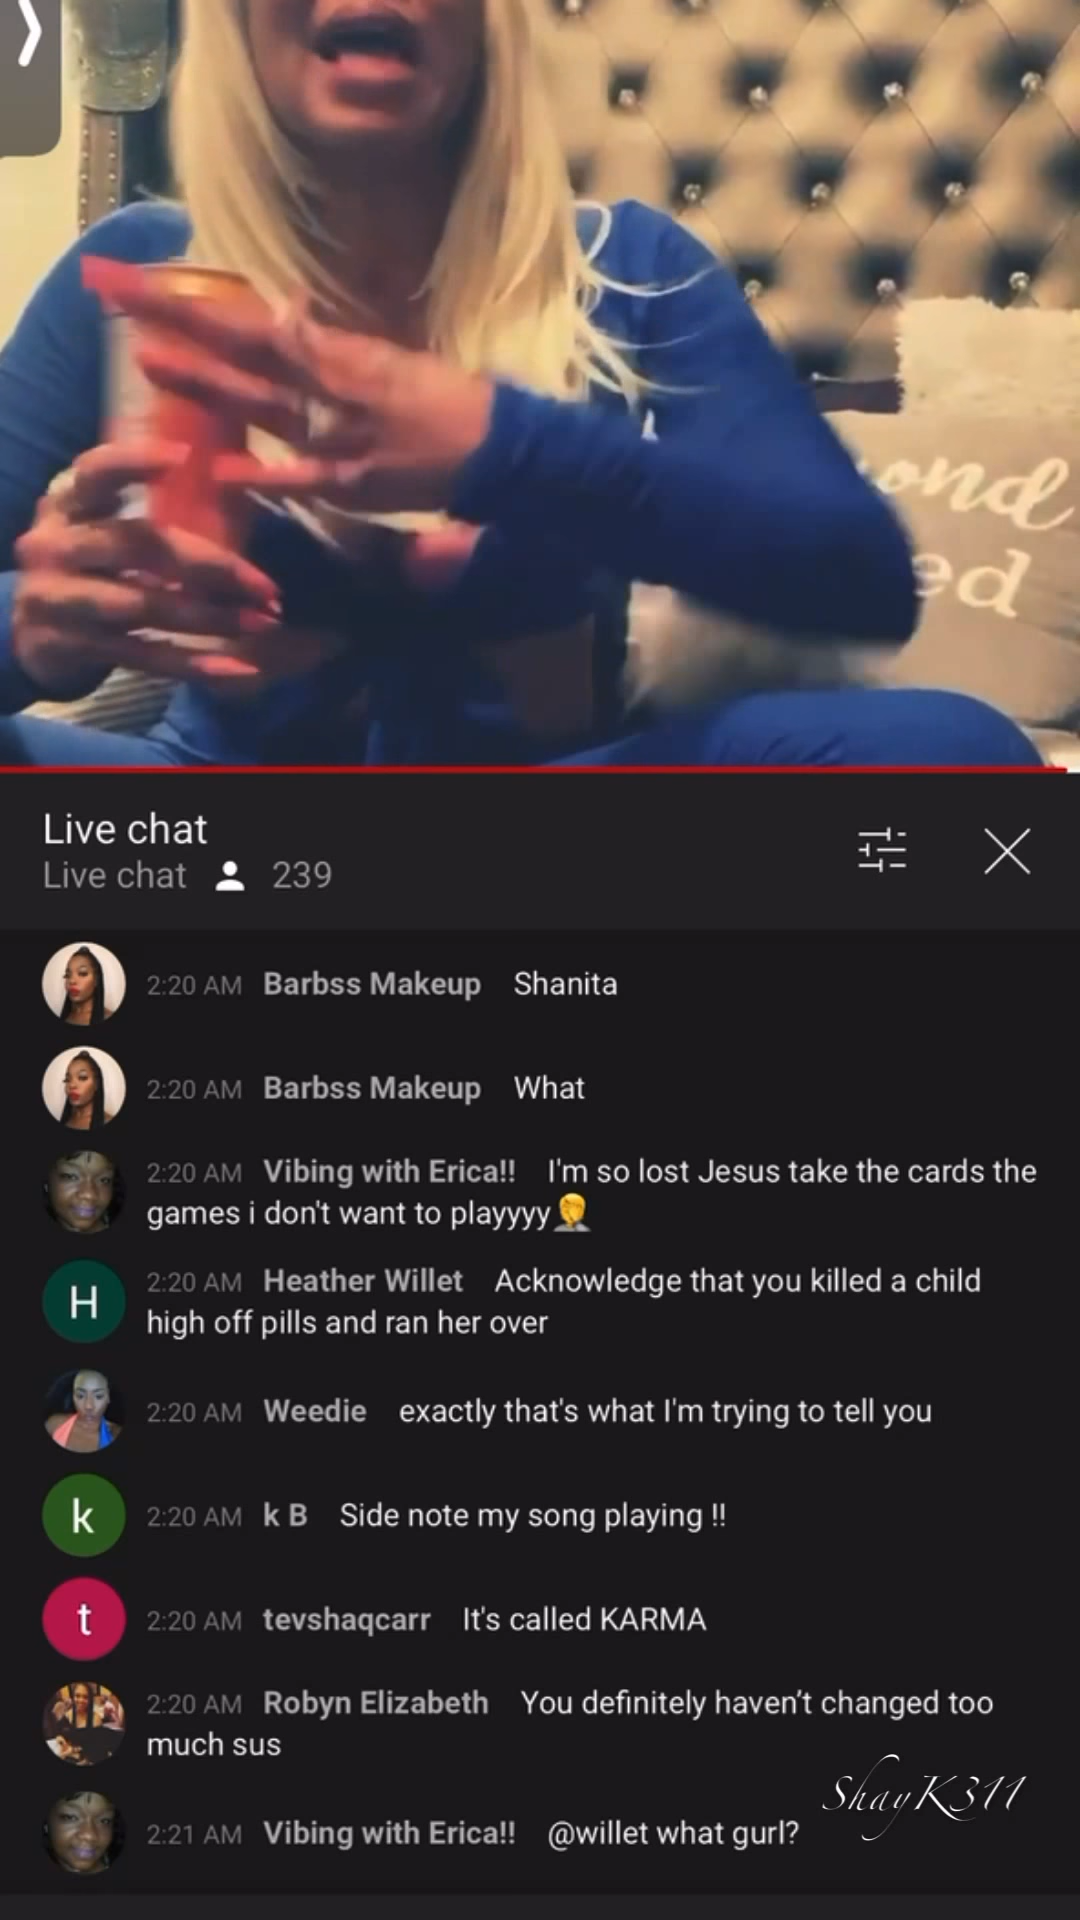 ond
ed
Live chat
Live chat 239
2:20 AM Barbss Makeup Shanita
2:20 AM Barbss Makeup What
2:20 AM Vibing with Erica!! I'm so lost Jesus take the cards the
games i don't want to playyyy🤦
H 2:20 AM Heather Willet Acknowledge that you killed a child
high off pills and ran her over
2:20 AM Weedie exactly that's what I'm trying to tell you
k 2:20 AM k B Side note my song playing !!
t 2:20 AM tevshaqcarr It's called KARMA
2:20 AM Robyn Elizabeth You definitely haven’t changed too
much sus
ShayK311
2:21 AM Vibing with Erica!! @willet what gurl?